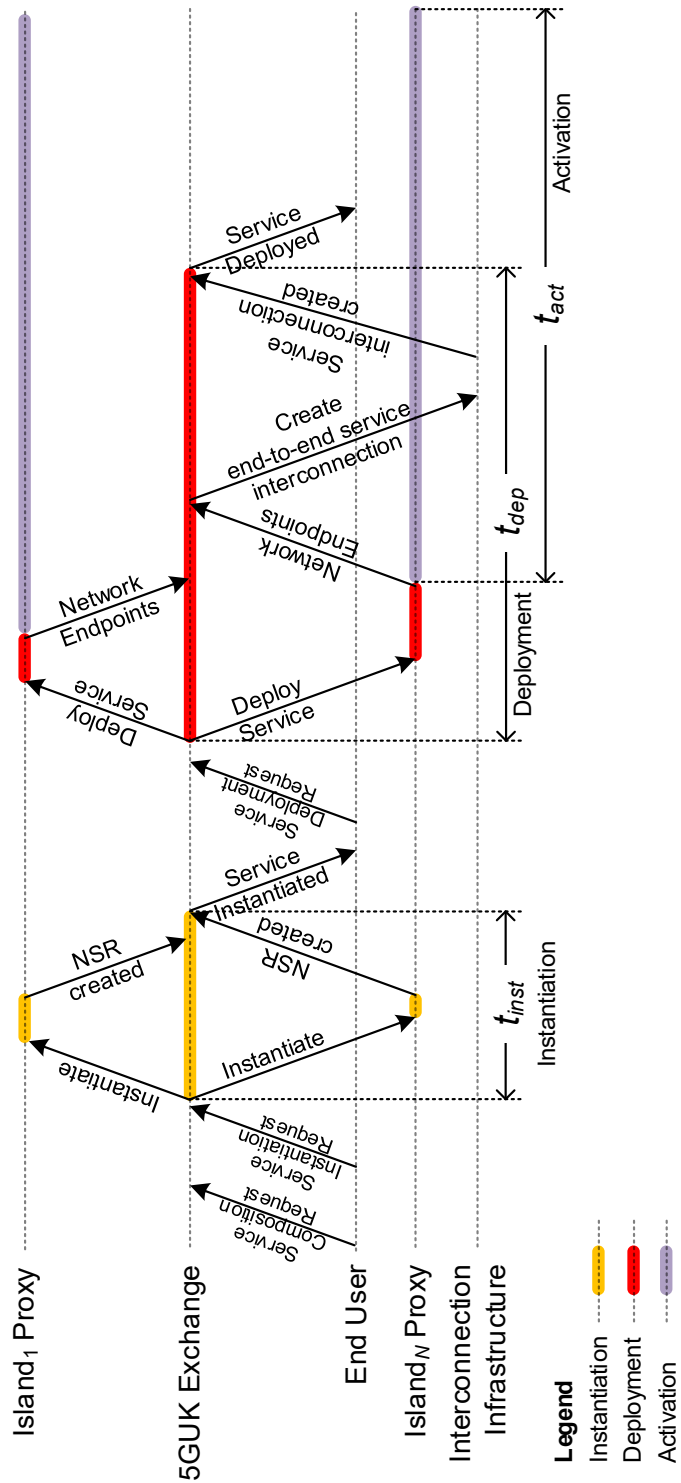 Island1 Proxy
5GUK Exchange
End User
IslandN Proxy
Interconnection
Infrastructure
Service
Composition
Request
Service
Instantiation
Request
Instantiate
Instantiate
NSR
created
NSR
created
Service
Instantiated
Service
Deployment
Request
Deploy
Service
Deploy
Service
Network
Endpoints
Network
Endpoints
Create
end-to-end service
interconnection
Service
interconnection
created
Service
Deployed
tinst
Instantiation
tdep
Deployment
tact
Activation
Legend
Instantiation
Deployment
Activation